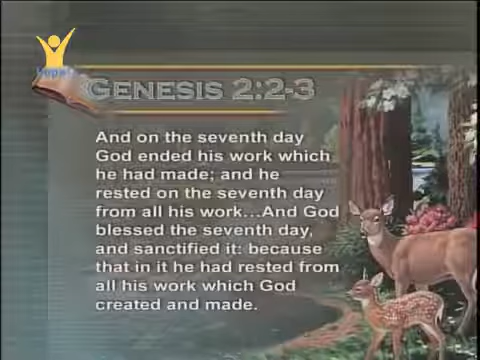 Hope
GENESIS 2:2-3
And on the seventh day
God ended his work which
he had made; and he
rested on the seventh day
from all his work...And God
blessed the seventh day,
and sanctified it: because
that in it he had rested from
all his work which God
created and made.